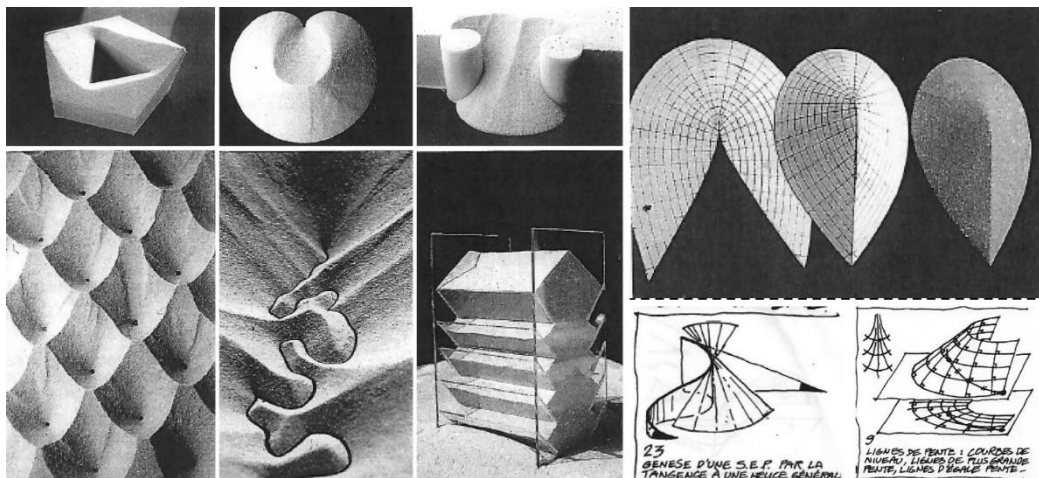 23
GENESE D'UNE S.E.P. PAR LA
TANGENCE A UNE HELICE GÉNÉRAL
9
LIGNES DE PENTE : COURBES DE
NIVEAU, LIGNES DE PLUS GRANDE
PENTE, LIGNES D'ÉGALE PENTE -